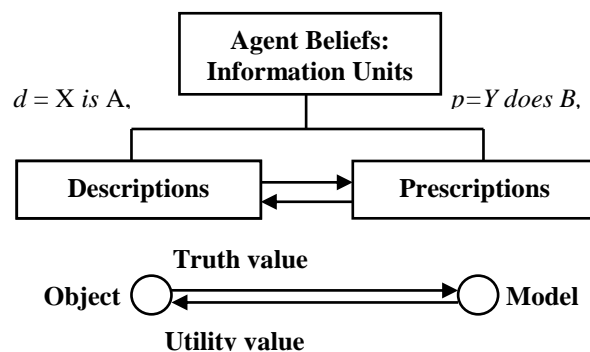 Agent Beliefs:
Information Units
d = X is A,
p=Y does B,
Descriptions
Prescriptions
Truth value
Object
Model
Utility value